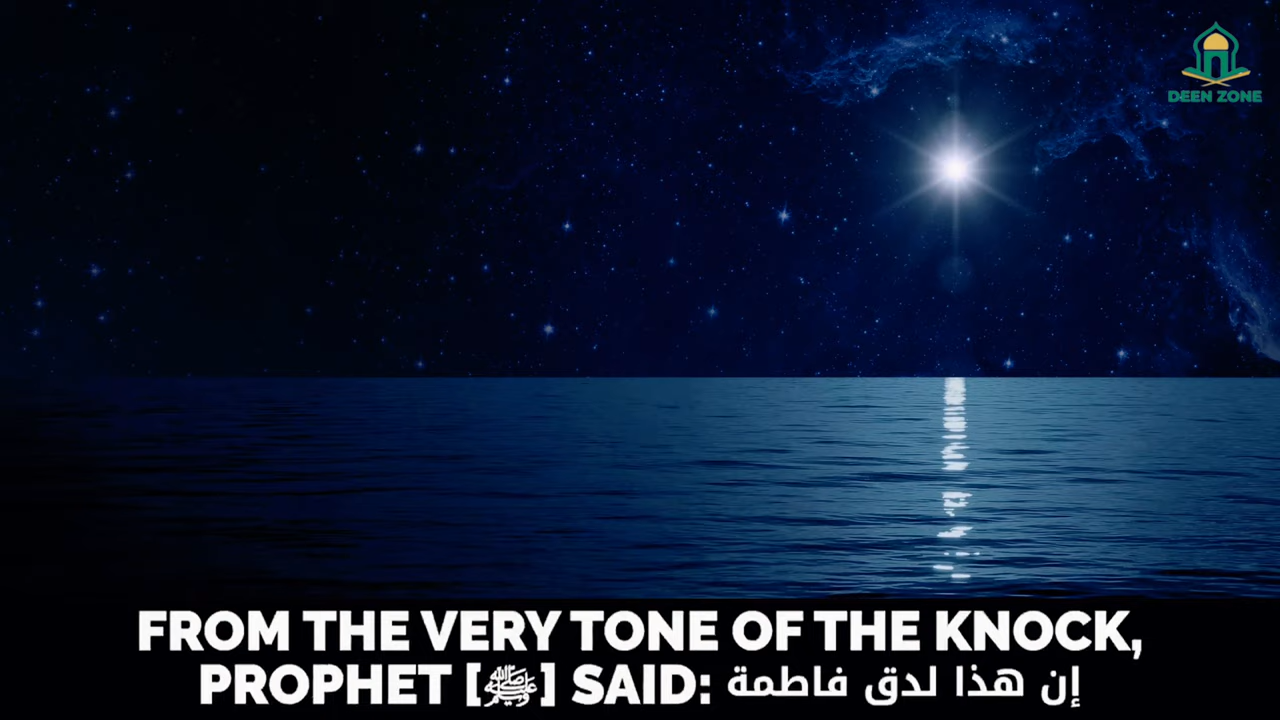 DEEN ZONE
FROM THE VERY TONE OF THE KNOCK,
PROPHET [ﷺ] SAID: إن هذا لدق فاطمة